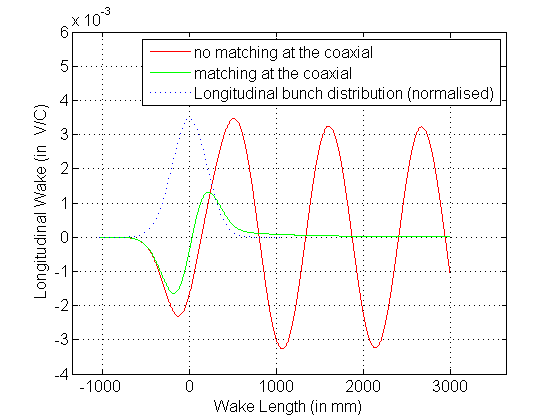 x 10^-3
6
5
4
3
2
1
0
-1
-2
-3
-4
no matching at the coaxial
matching at the coaxial
Longitudinal bunch distribution (normalised)
Longitudinal Wake (in V/C)
-1000
0
1000
2000
3000
Wake Length (in mm)